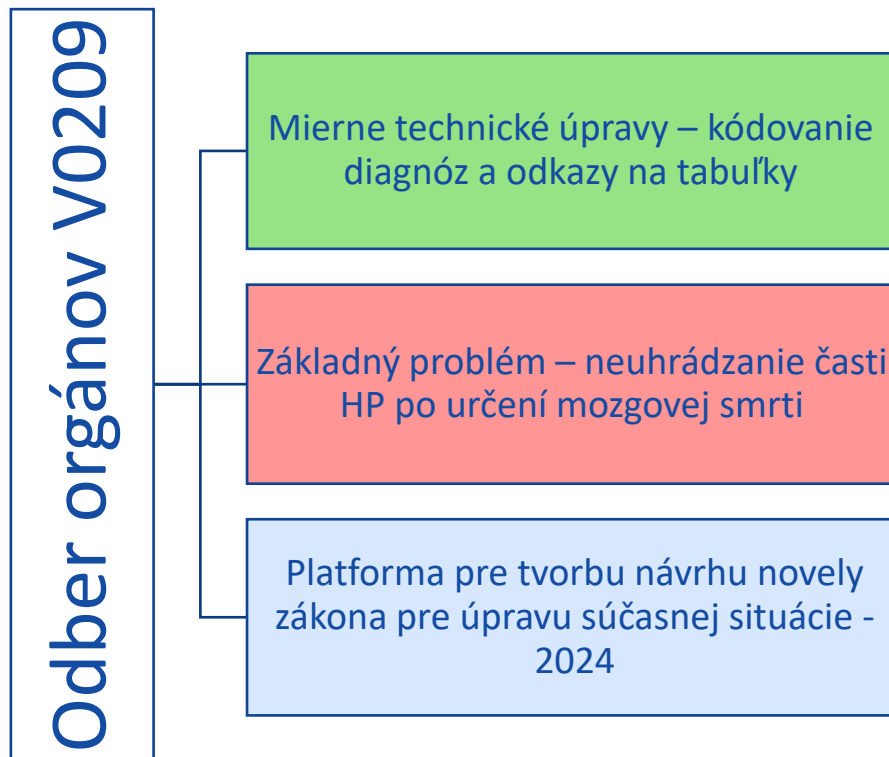 Odber orgánov V0209
Mierne technické úpravy – kódovanie
diagnóz a odkazy na tabuľky
Základný problém – neuhrádzanie časti
HP po určení mozgovej smrti
Platforma pre tvorbu návrhu novely
zákona pre úpravu súčasnej situácie -
2024